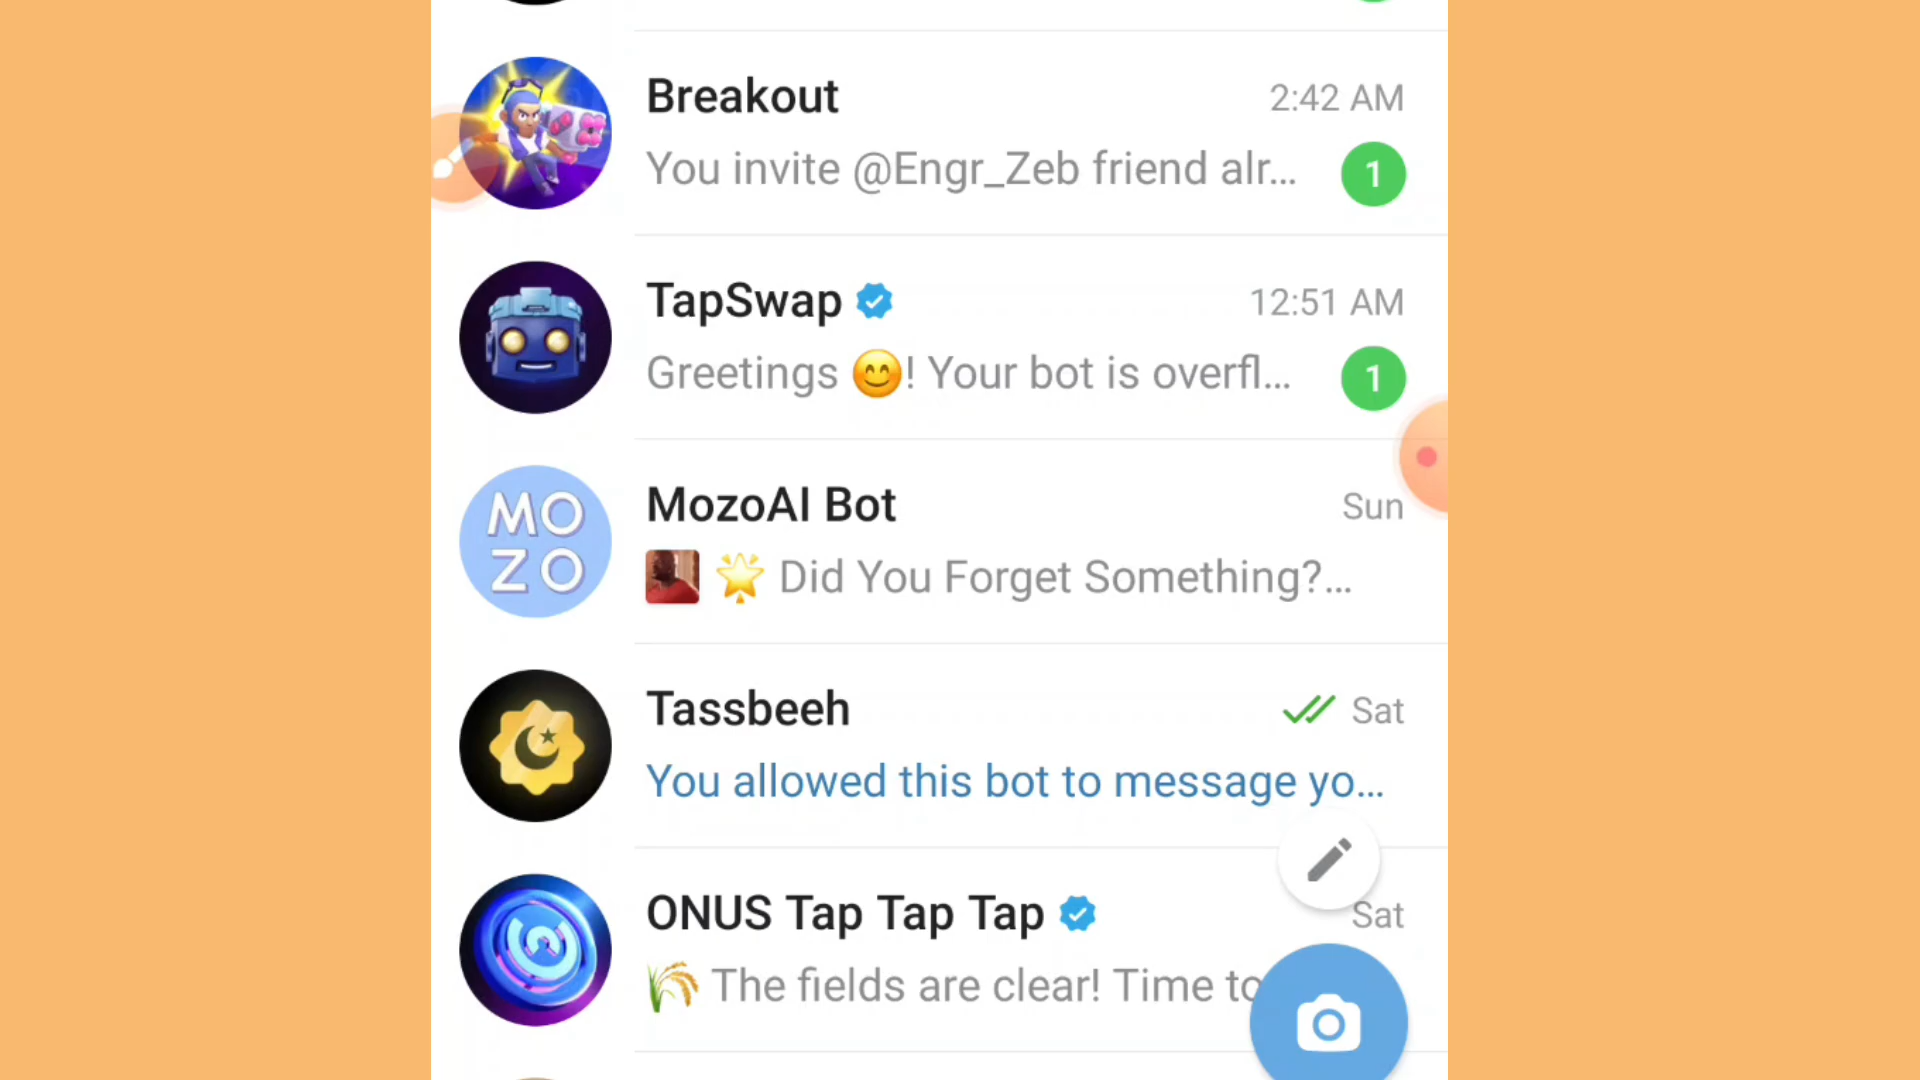 Breakout
2:42 AM
You invite @Engr_Zeb friend alr...
1
TapSwap
12:51 AM
Greetings 😊! Your bot is overfl...
1
MO
ZO
MozoAI Bot
Sun
🌟 Did You Forget Something?...
Tassbeeh
Sat
You allowed this bot to message yo...
ONUS Tap Tap Tap
Sat
🌾 The fields are clear! Time to